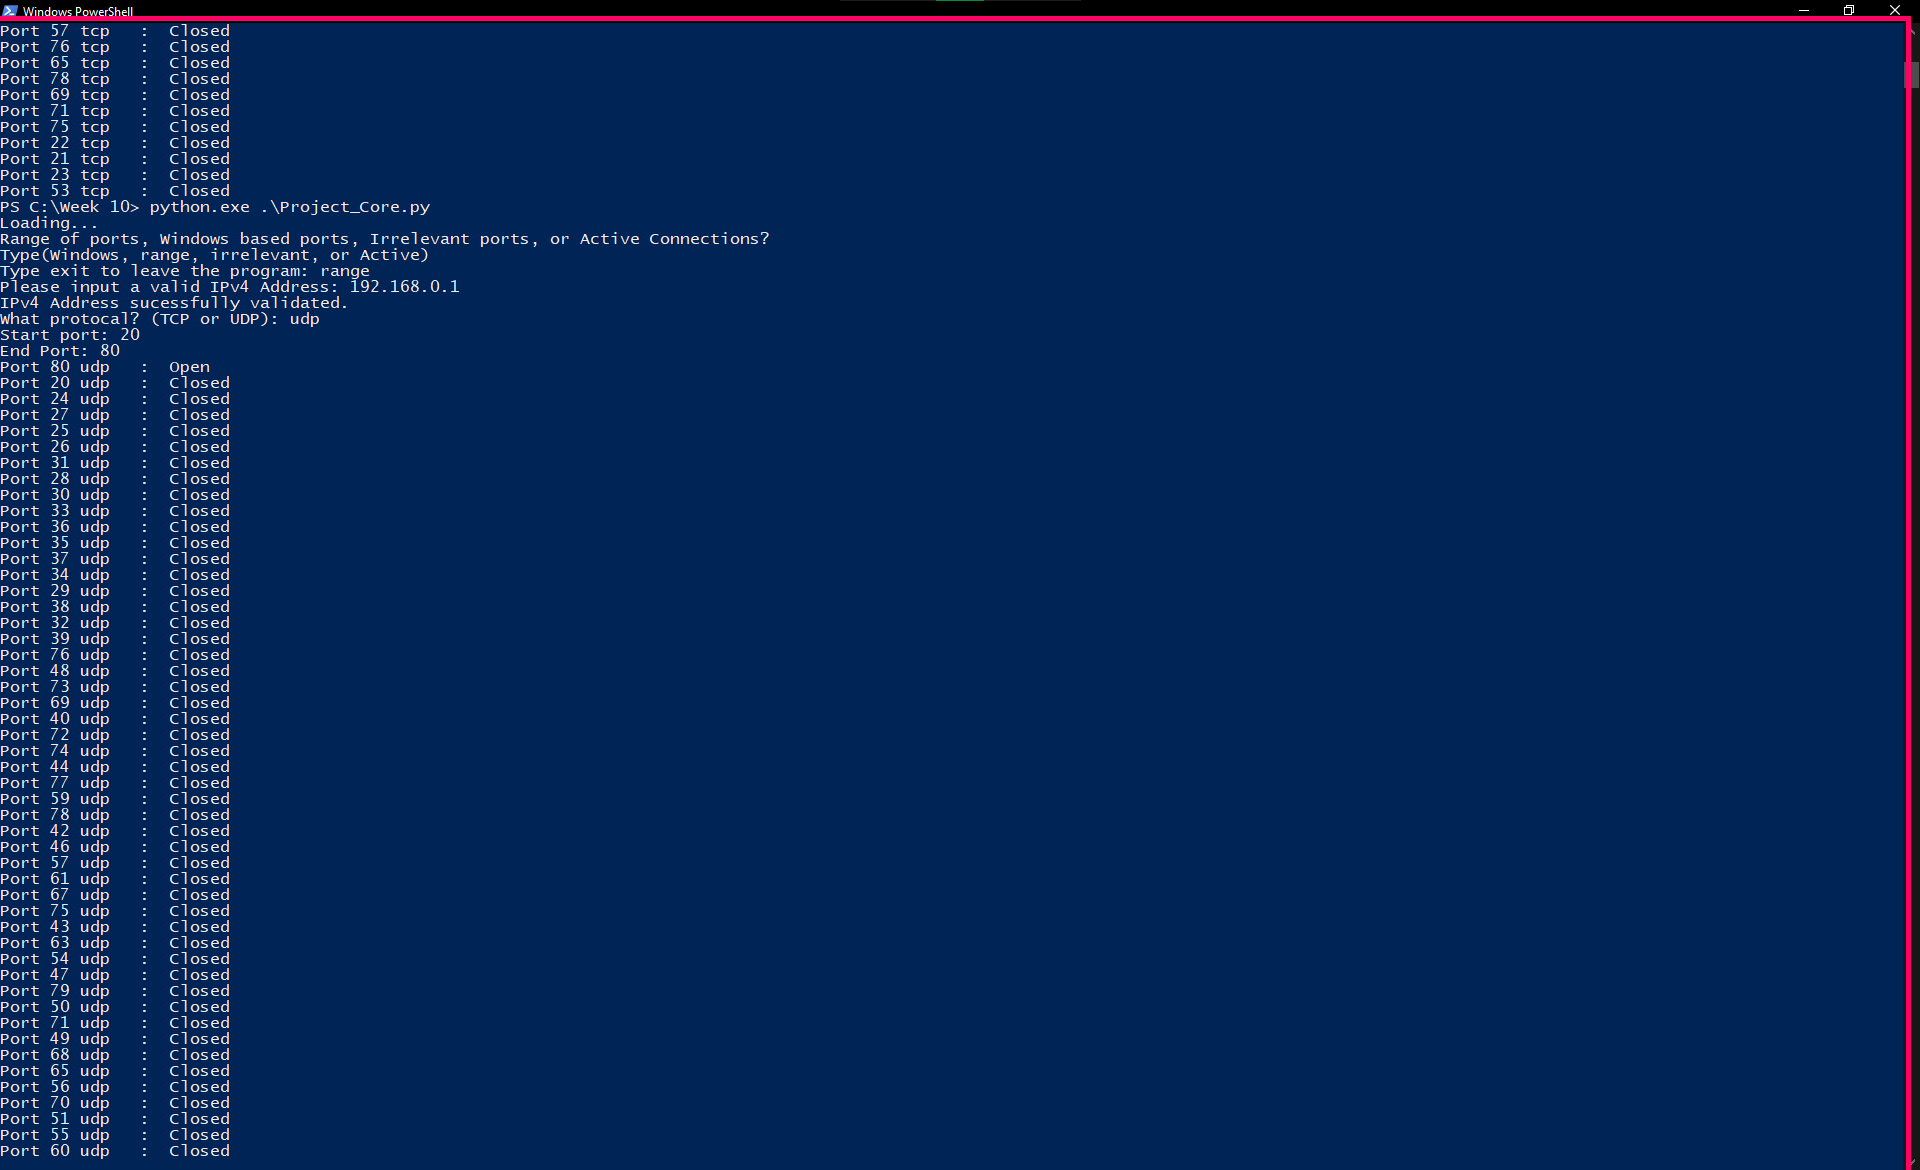 Windows PowerShell
Port 57 tcp   :  Closed
Port 76 tcp   :  Closed
Port 65 tcp   :  Closed
Port 78 tcp   :  Closed
Port 69 tcp   :  Closed
Port 71 tcp   :  Closed
Port 75 tcp   :  Closed
Port 22 tcp   :  Closed
Port 21 tcp   :  Closed
Port 23 tcp   :  Closed
Port 53 tcp   :  Closed
PS C:\Week 10> python.exe .\Project_Core.py
Loading...
Range of ports, Windows based ports, Irrelevant ports, or Active Connections?
Type(Windows, range, irrelevant, or Active)
Type exit to leave the program: range
Please input a valid IPv4 Address: 192.168.0.1
IPv4 Address sucessfully validated.
What protocal? (TCP or UDP): udp
Start port: 20
End Port: 80
Port 80 udp   :  Open
Port 20 udp   :  Closed
Port 24 udp   :  Closed
Port 27 udp   :  Closed
Port 25 udp   :  Closed
Port 26 udp   :  Closed
Port 31 udp   :  Closed
Port 28 udp   :  Closed
Port 30 udp   :  Closed
Port 33 udp   :  Closed
Port 36 udp   :  Closed
Port 35 udp   :  Closed
Port 37 udp   :  Closed
Port 34 udp   :  Closed
Port 29 udp   :  Closed
Port 38 udp   :  Closed
Port 32 udp   :  Closed
Port 39 udp   :  Closed
Port 76 udp   :  Closed
Port 48 udp   :  Closed
Port 73 udp   :  Closed
Port 69 udp   :  Closed
Port 40 udp   :  Closed
Port 72 udp   :  Closed
Port 74 udp   :  Closed
Port 44 udp   :  Closed
Port 77 udp   :  Closed
Port 59 udp   :  Closed
Port 78 udp   :  Closed
Port 42 udp   :  Closed
Port 46 udp   :  Closed
Port 57 udp   :  Closed
Port 61 udp   :  Closed
Port 67 udp   :  Closed
Port 75 udp   :  Closed
Port 43 udp   :  Closed
Port 63 udp   :  Closed
Port 54 udp   :  Closed
Port 47 udp   :  Closed
Port 79 udp   :  Closed
Port 50 udp   :  Closed
Port 71 udp   :  Closed
Port 49 udp   :  Closed
Port 68 udp   :  Closed
Port 65 udp   :  Closed
Port 56 udp   :  Closed
Port 70 udp   :  Closed
Port 51 udp   :  Closed
Port 55 udp   :  Closed
Port 60 udp   :  Closed